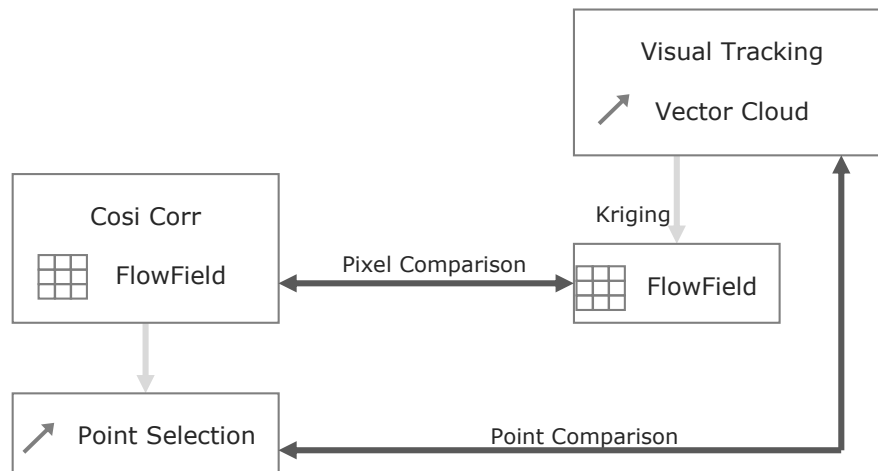 Visual Tracking
Vector Cloud
Cosi Corr
FlowField
Kriging
Pixel Comparison
FlowField
Point Selection
Point Comparison